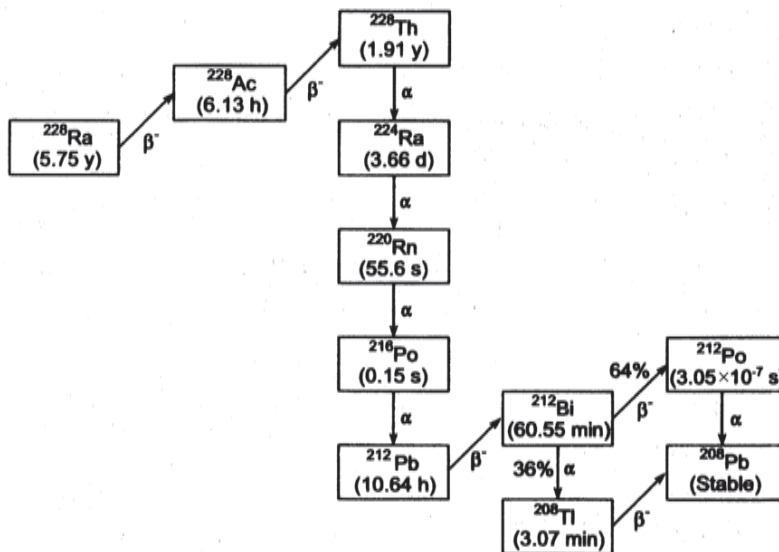 ²²⁸Th
(1.91 y)
²²⁸Ac
(6.13 h)
β⁻
α
²²⁸Ra
(5.75 y)
β⁻
²²⁴Ra
(3.66 d)
α
²²⁰Rn
(55.6 s)
α
²¹⁶Po
(0.15 s)
α
²¹²Pb
(10.64 h)
β⁻
²¹²Bi
(60.55 min)
64%
β⁻
²¹²Po
(3.05×10⁻⁷ s)
α
36% α
²⁰⁸Pb
(Stable)
²⁰⁸Tl
(3.07 min)
β⁻